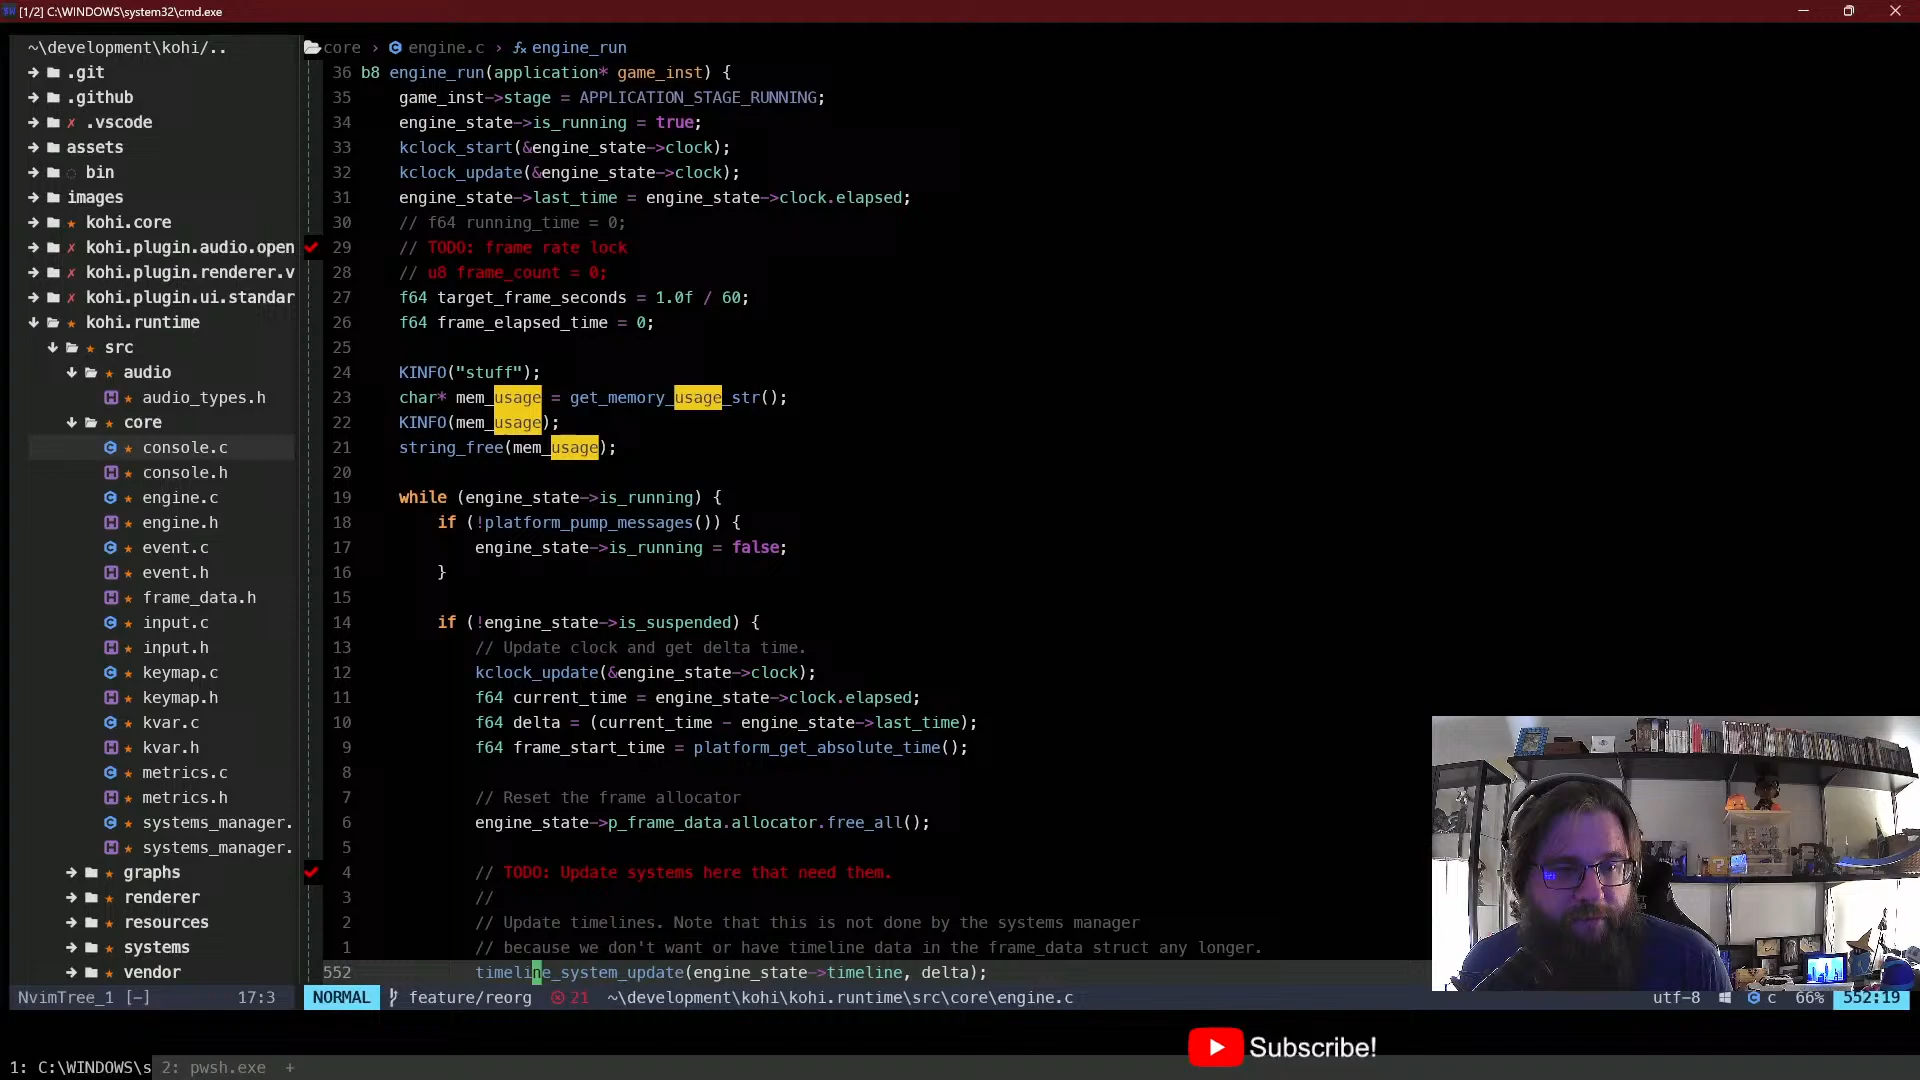 [1/2] C:\WINDOWS\system32\cmd.exe
~\development\kohi/..
.git
.github
✗ .vscode
assets
bin
images
kohi.core
✗ kohi.plugin.audio.open
✗ kohi.plugin.renderer.v
✗ kohi.plugin.ui.standar
kohi.runtime
src
audio
audio_types.h
core
console.c
console.h
engine.c
engine.h
event.c
event.h
frame_data.h
input.c
input.h
keymap.c
keymap.h
kvar.c
kvar.h
metrics.c
metrics.h
systems_manager.
systems_manager.
graphs
renderer
resources
systems
vendor
NvimTree_1 [-] 17:3
core › engine.c › engine_run
36 b8 engine_run(application* game_inst) {
35 game_inst->stage = APPLICATION_STAGE_RUNNING;
34 engine_state->is_running = true;
33 kclock_start(&engine_state->clock);
32 kclock_update(&engine_state->clock);
31 engine_state->last_time = engine_state->clock.elapsed;
30 // f64 running_time = 0;
29 // TODO: frame rate lock
28 // u8 frame_count = 0;
27 f64 target_frame_seconds = 1.0f / 60;
26 f64 frame_elapsed_time = 0;
25
24 KINFO("stuff");
23 char* mem_usage = get_memory_usage_str();
22 KINFO(mem_usage);
21 string_free(mem_usage);
20
19 while (engine_state->is_running) {
18 if (!platform_pump_messages()) {
17 engine_state->is_running = false;
16 }
15
14 if (!engine_state->is_suspended) {
13 // Update clock and get delta time.
12 kclock_update(&engine_state->clock);
11 f64 current_time = engine_state->clock.elapsed;
10 f64 delta = (current_time - engine_state->last_time);
9 f64 frame_start_time = platform_get_absolute_time();
8
7 // Reset the frame allocator
6 engine_state->p_frame_data.allocator.free_all();
5
4 // TODO: Update systems here that need them.
3 //
2 // Update timelines. Note that this is not done by the systems manager
1 // because we don't want or have timeline data in the frame_data struct any longer.
552 timeline_system_update(engine_state->timeline, delta);
NORMAL feature/reorg 21 ~\development\kohi\kohi.runtime\src\core\engine.c utf-8 c 66% 552:19
Subscribe!
1: C:\WINDOWS\s 2: pwsh.exe +